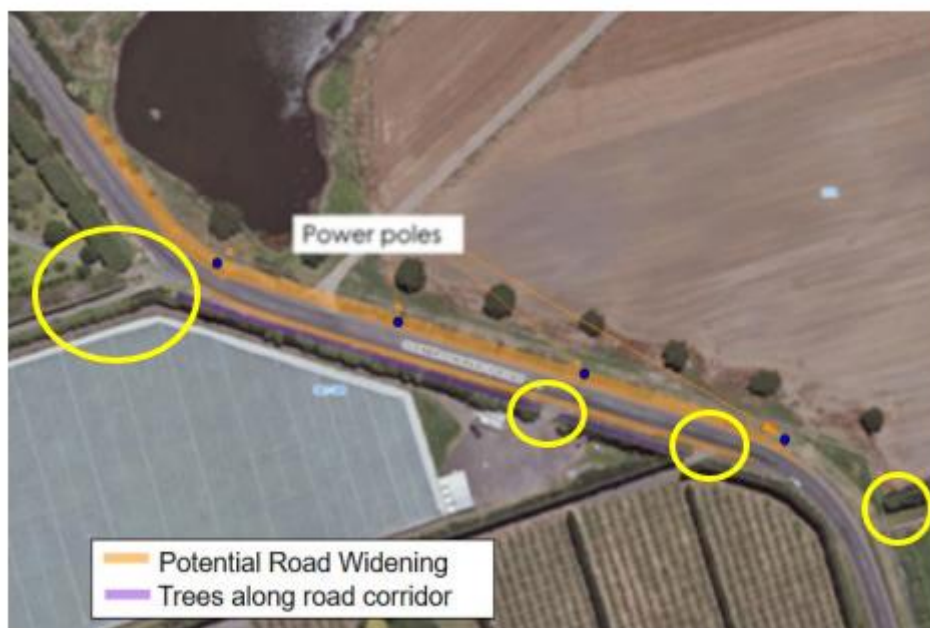 Power poles
Potential Road Widening
Trees along road corridor